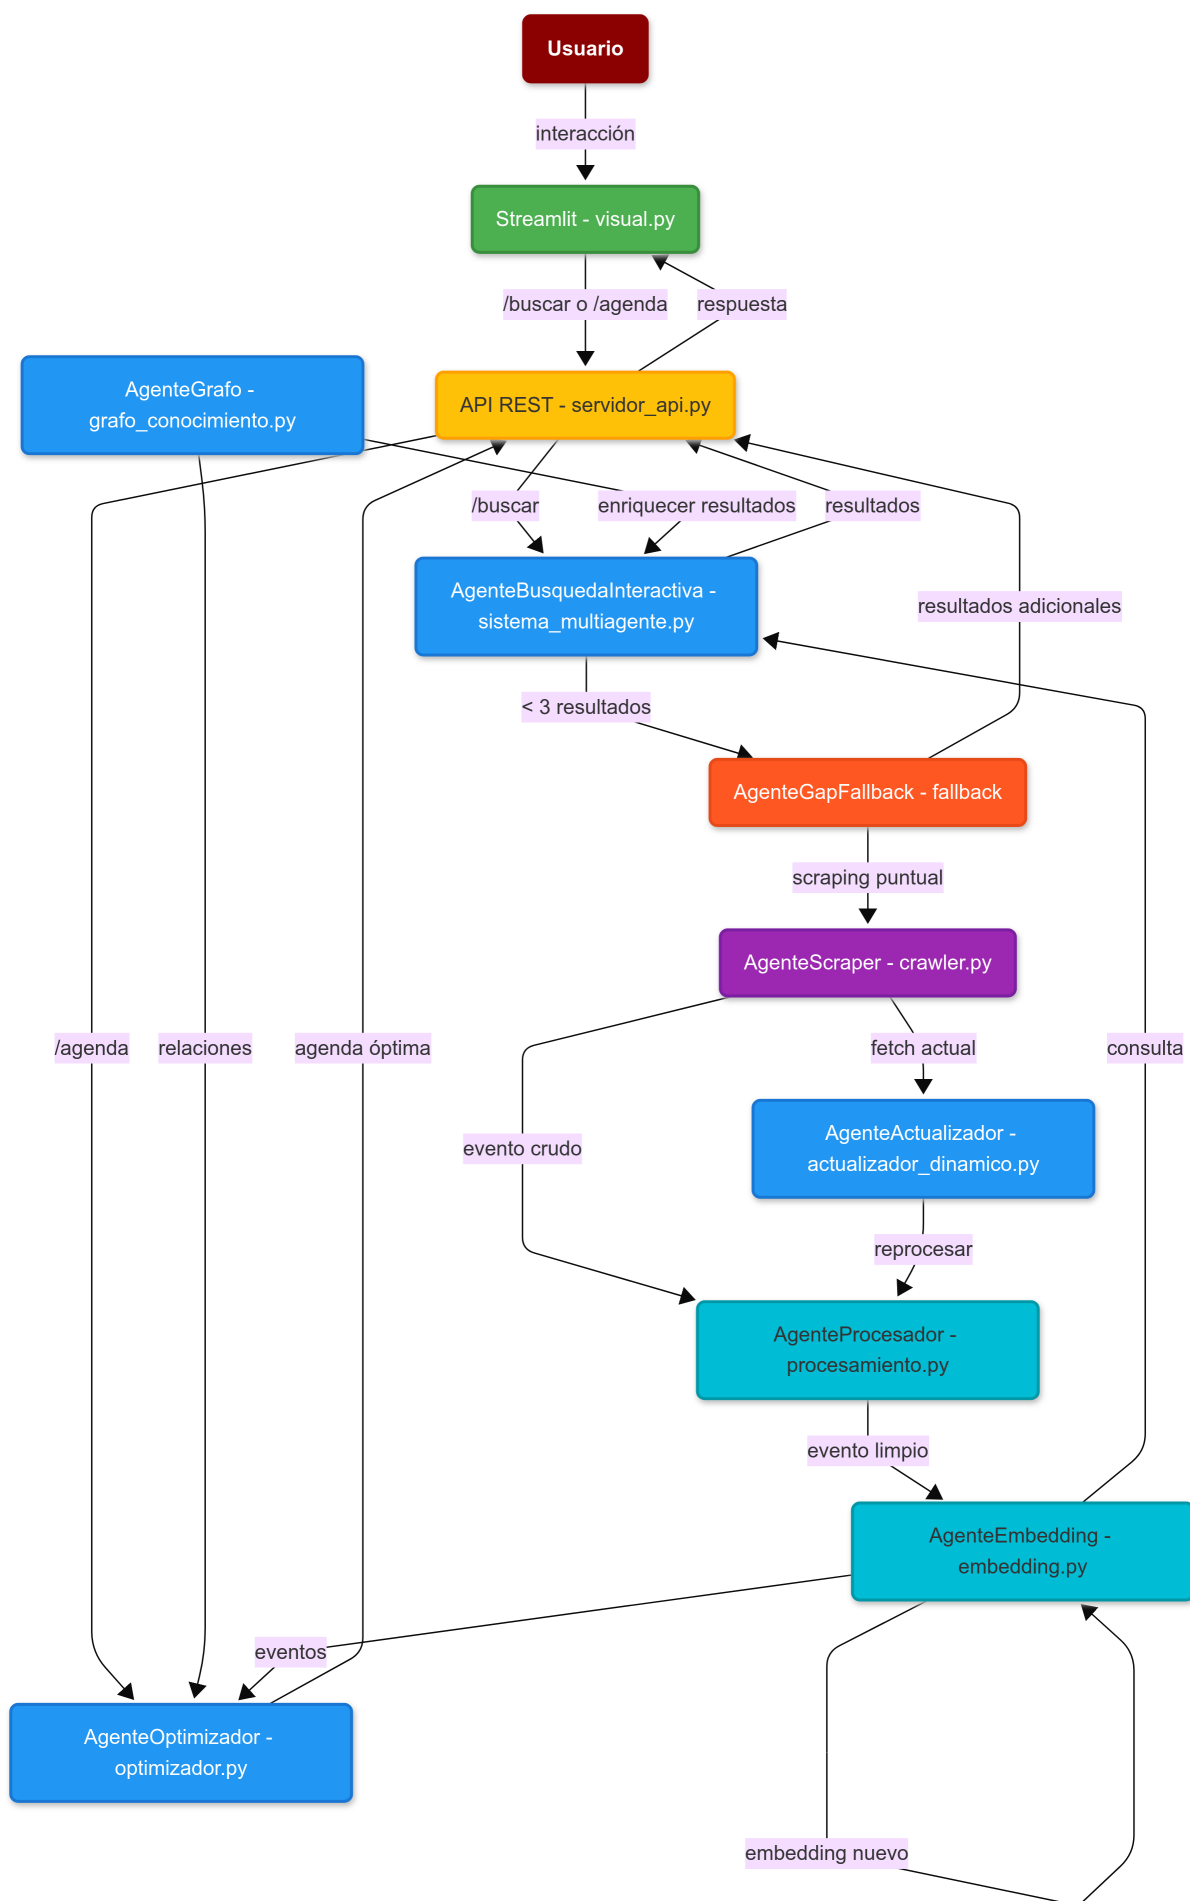 Usuario
interacción
Streamlit - visual.py
/buscar o /agenda
respuesta
AgenteGrafo -
grafo_conocimiento.py
API REST - servidor_api.py
/buscar
enriquecer resultados
resultados
AgenteBusquedaInteractiva -
sistema_multiagente.py
resultados adicionales
< 3 resultados
AgenteGapFallback - fallback
scraping puntual
AgenteScraper - crawler.py
/agenda
relaciones
agenda óptima
fetch actual
consulta
evento crudo
AgenteActualizador -
actualizador_dinamico.py
reprocesar
AgenteProcesador -
procesamiento.py
evento limpio
AgenteEmbedding -
embedding.py
eventos
AgenteOptimizador -
optimizador.py
embedding nuevo